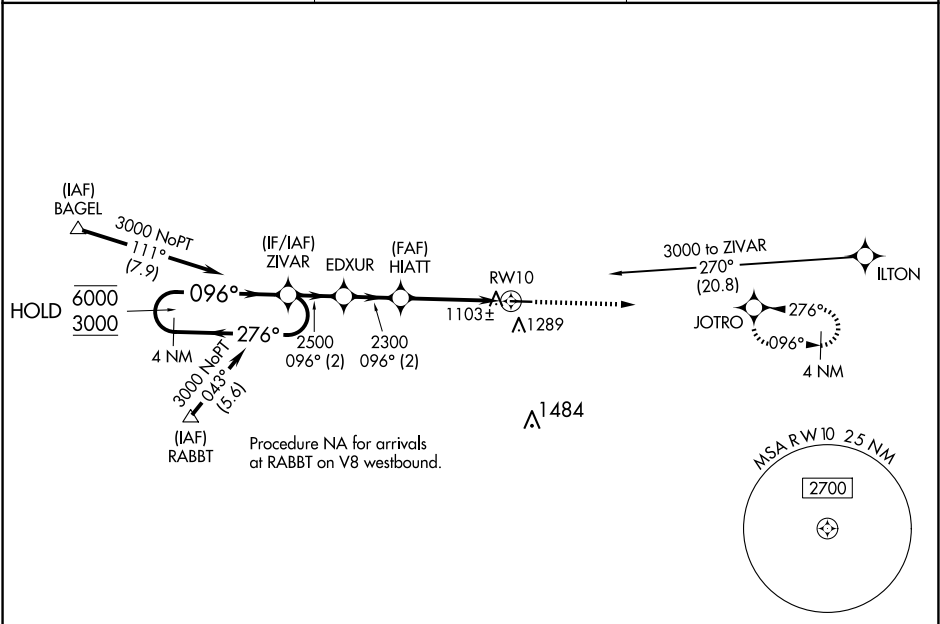 (IAF)
BAGEL
3000 NoPT
111°
(7.9)
(IF/IAF)
ZIVAR
EDXUR
(FAF)
HIATT
RW10
3000 to ZIVAR
270°
(20.8)
ILTON
HOLD
6000
3000
096°
276°
4 NM
2500
096° (2)
2300
096° (2)
1103±
1289
JOTRO
276°
096°
4 NM
3000 NoPT
043°
(5.6)
(IAF)
RABBT
Procedure NA for arrivals
at RABBT on V8 westbound.
1484
MSA RW10 25 NM
2700